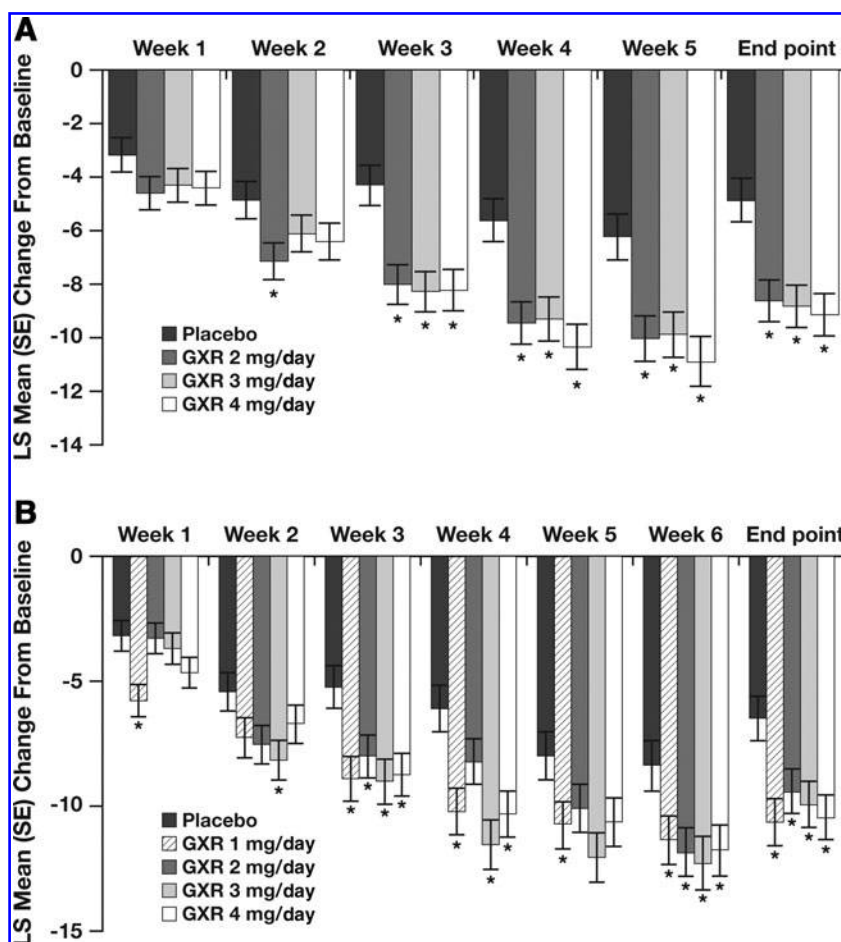 A
Week 1 Week 2 Week 3 Week 4 Week 5 End point
LS Mean (SE) Change From Baseline
0
-2
-4
-6
-8
-10
-12
-14
* * * * * * * * * * * * *
Placebo
GXR 2 mg/day
GXR 3 mg/day
GXR 4 mg/day
B
Week 1 Week 2 Week 3 Week 4 Week 5 Week 6 End point
LS Mean (SE) Change From Baseline
0
-5
-10
-15
* * * * * * * * * * * * * * * * * *
Placebo
GXR 1 mg/day
GXR 2 mg/day
GXR 3 mg/day
GXR 4 mg/day